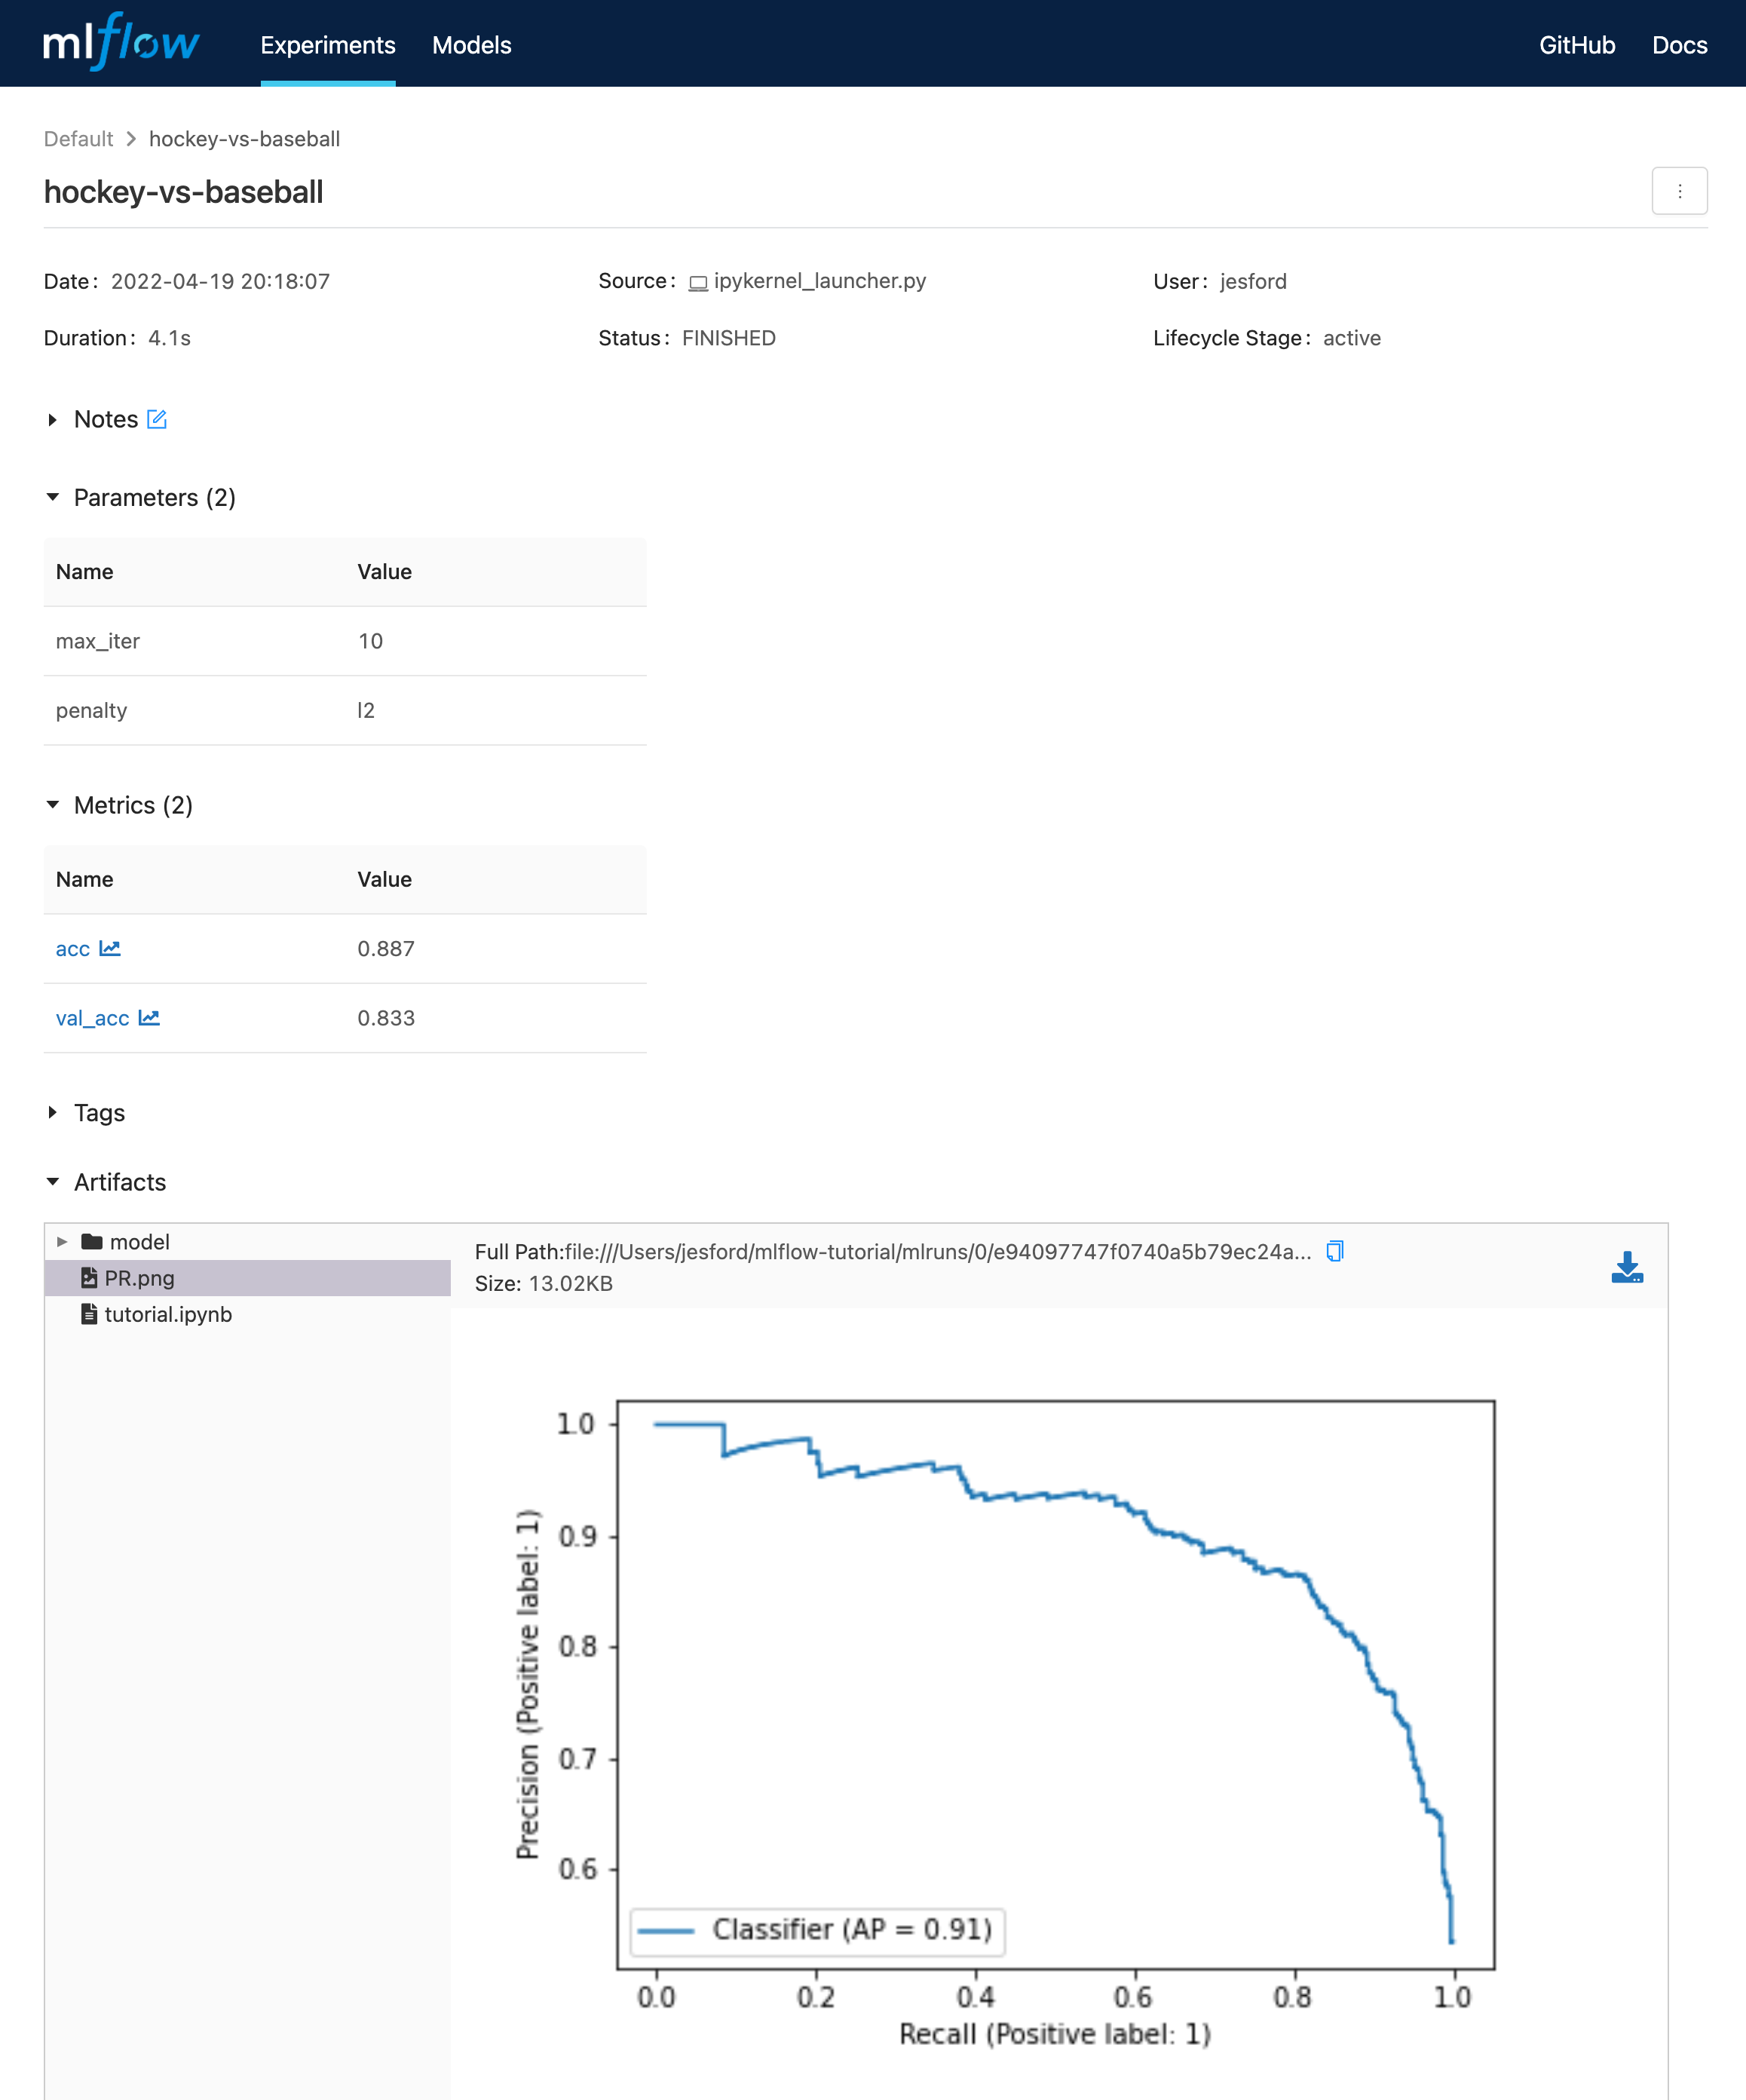 mlflow Experiments Models GitHub Docs
Default > hockey-vs-baseball
hockey-vs-baseball
Date: 2022-04-19 20:18:07 Source: ipykernel_launcher.py User: jesford
Duration: 4.1s Status: FINISHED Lifecycle Stage: active
Notes
Parameters (2)
Name Value
max_iter 10
penalty l2
Metrics (2)
Name Value
acc 0.887
val_acc 0.833
Tags
Artifacts
model
PR.png
tutorial.ipynb
Full Path:file:///Users/jesford/mlflow-tutorial/mlruns/0/e94097747f0740a5b79ec24a...
Size: 13.02KB
1.0
0.9
0.8
0.7
0.6
Precision (Positive label: 1)
Classifier (AP = 0.91)
0.0 0.2 0.4 0.6 0.8 1.0
Recall (Positive label: 1)